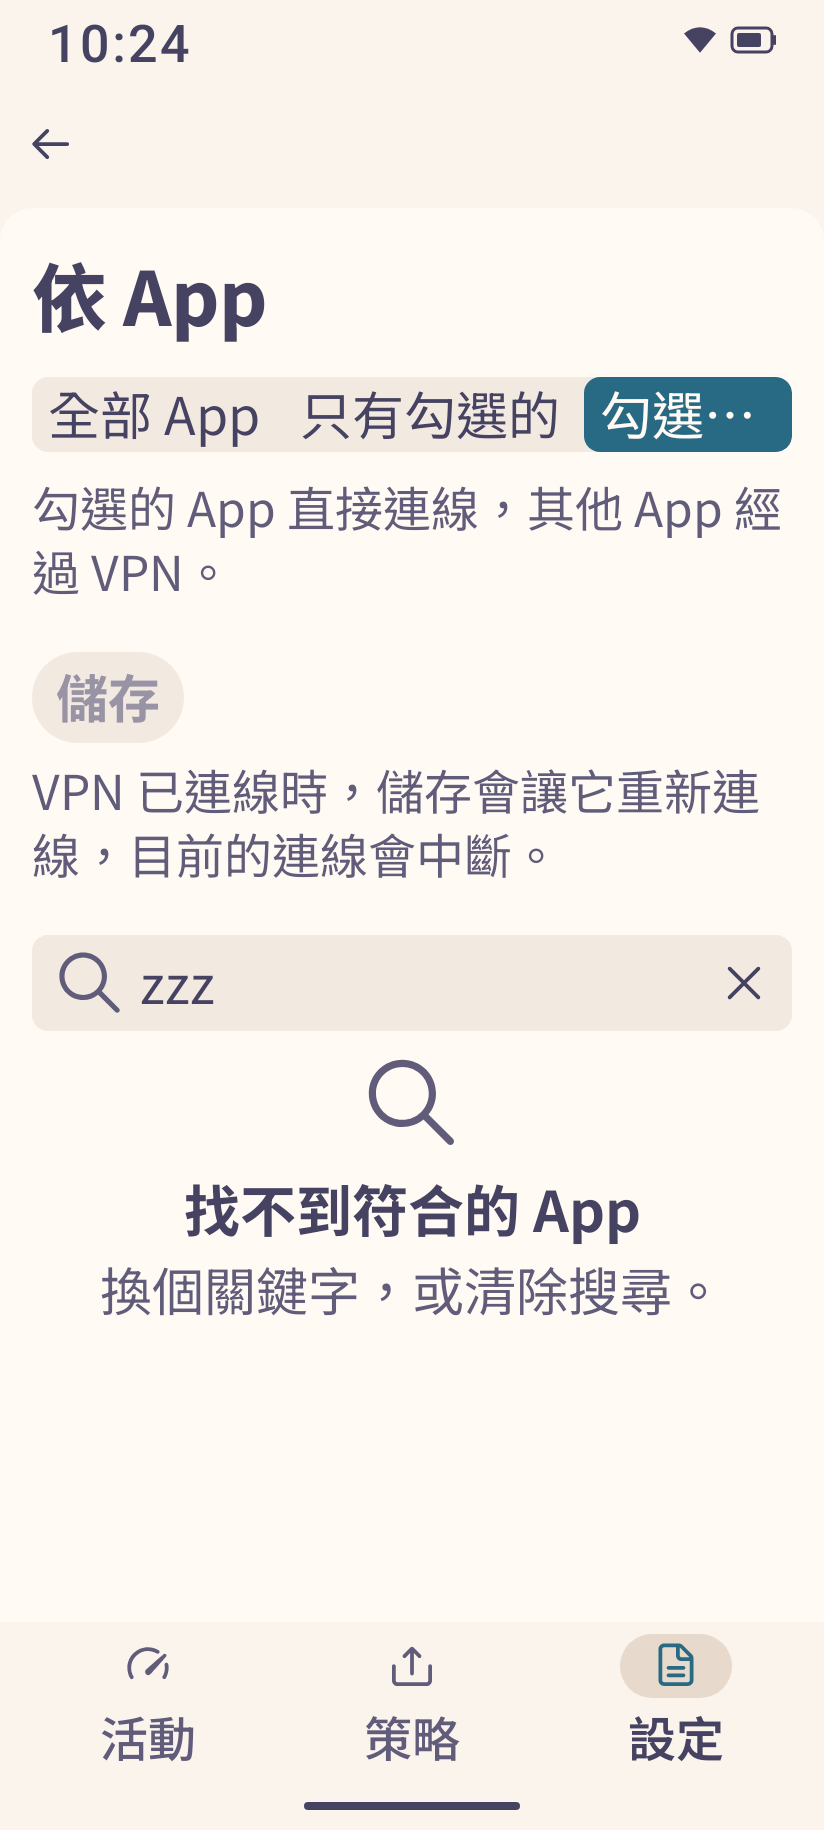 10:24
依 App
全部 App
只有勾選的
勾選…
勾選的 App 直接連線，其他 App 經
過 VPN。
儲存
VPN 已連線時，儲存會讓它重新連
線，目前的連線會中斷。
zzz
找不到符合的 App
換個關鍵字，或清除搜尋。
活動
策略
設定